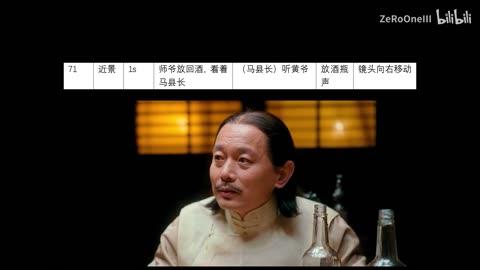 ZeRoOneIII bilibili
71 近景 1s 师爷放回酒, 看着 (马县长) 听黄爷 放酒瓶 镜头向右移动
马县长 声